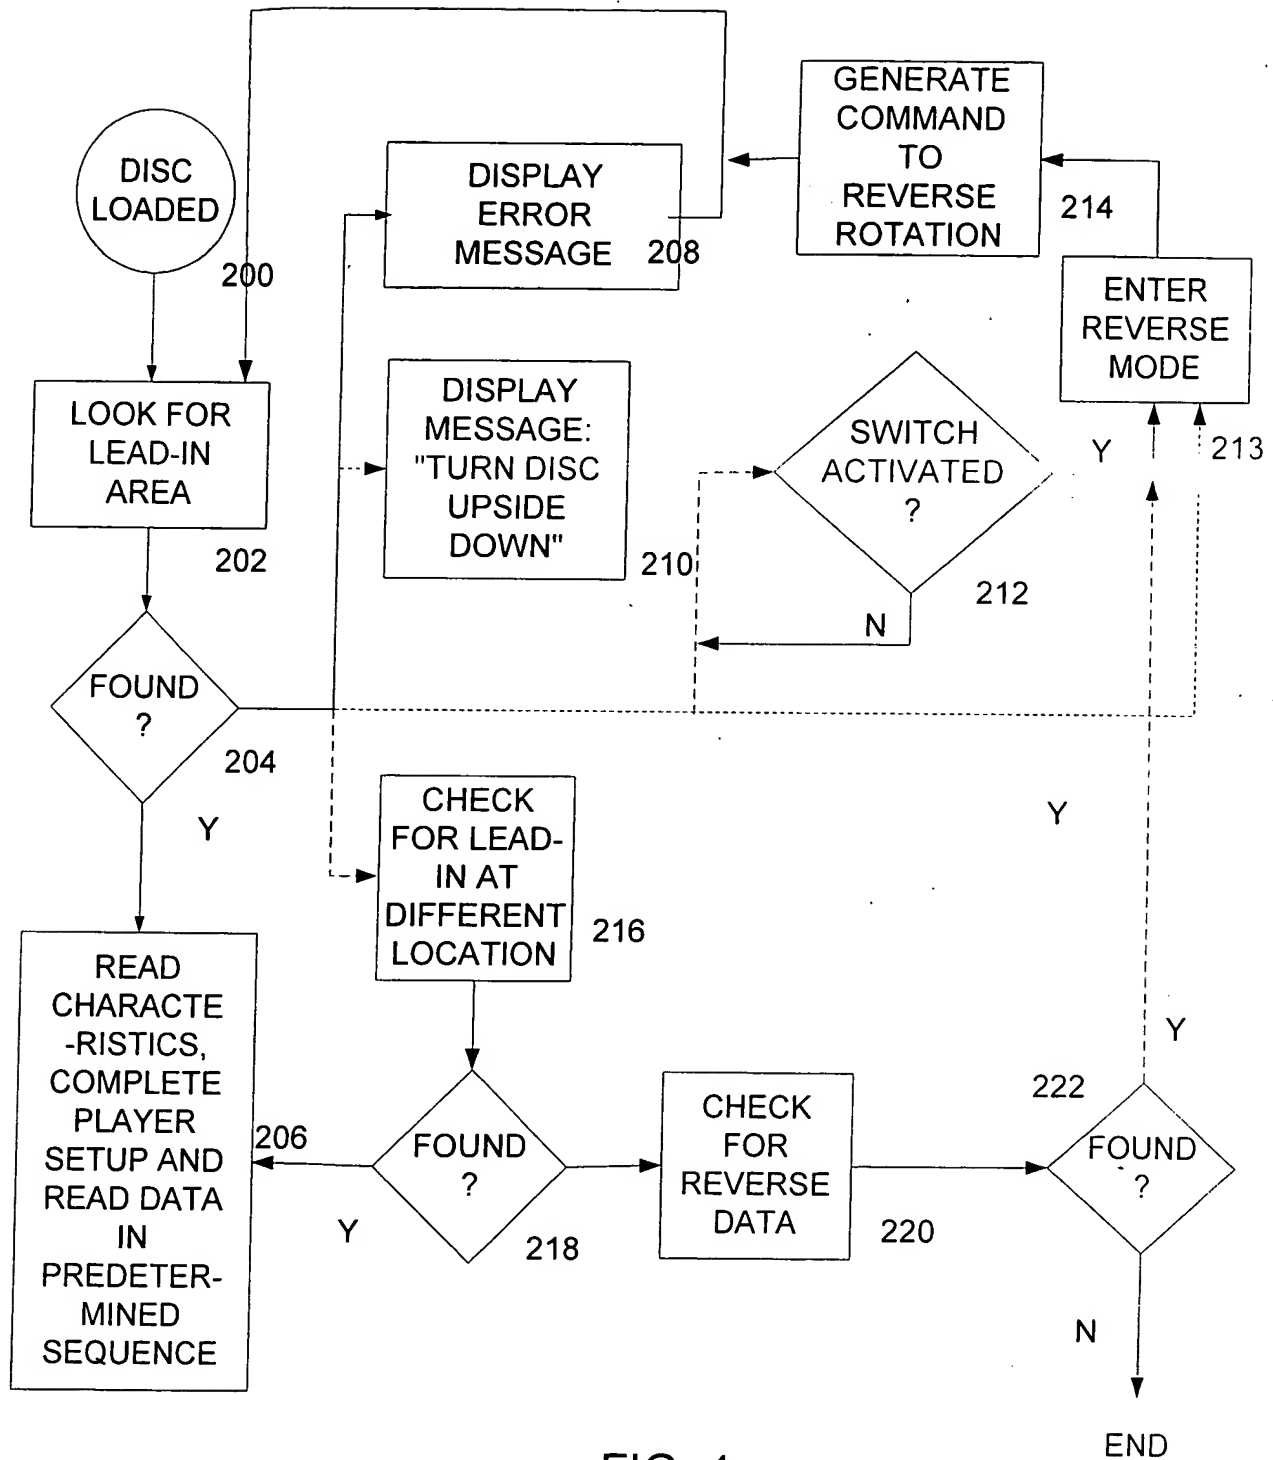 DISC
LOADED
200
LOOK FOR
LEAD-IN
AREA
202
FOUND
?
204
Y
READ
CHARACTE
-RISTICS,
COMPLETE
PLAYER
SETUP AND
READ DATA
IN
PREDETER-
MINED
SEQUENCE
206
DISPLAY
ERROR
MESSAGE
208
DISPLAY
MESSAGE:
"TURN DISC
UPSIDE
DOWN"
210
SWITCH
ACTIVATED
?
212
N
GENERATE
COMMAND
TO
REVERSE
ROTATION
214
ENTER
REVERSE
MODE
213
Y
CHECK
FOR LEAD-
IN AT
DIFFERENT
LOCATION
216
FOUND
?
218
Y
CHECK
FOR
REVERSE
DATA
220
Y
Y
222
FOUND
?
N
END